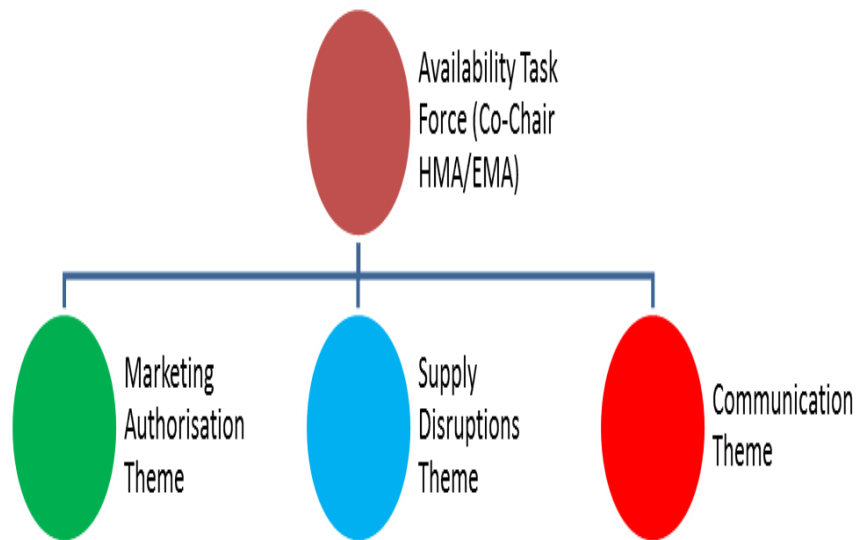 Availability Task
Force (Co-Chair
HMA/EMA)
Marketing
Authorisation
Theme
Supply
Disruptions
Theme
Communication
Theme